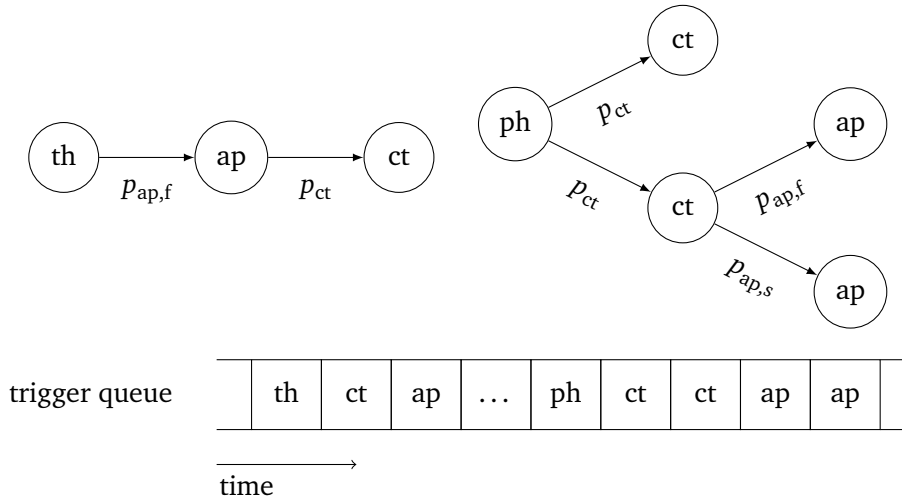 th
p_ap,f
ap
p_ct
ct
ph
p_ct
ct
p_ct
ct
p_ap,f
ap
p_ap,s
ap
trigger queue th ct ap ... ph ct ct ap ap
time